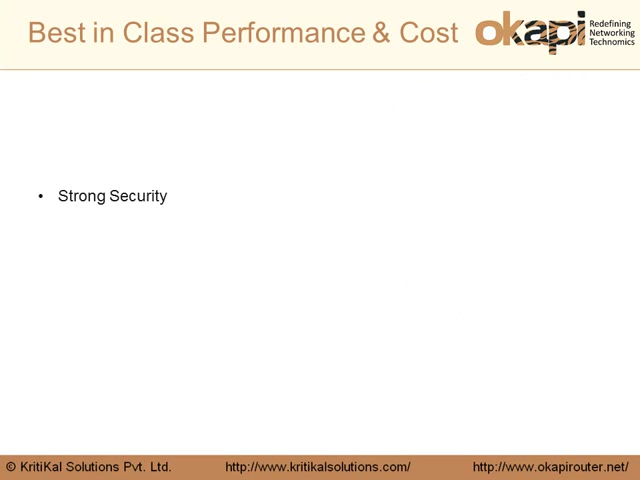 Best in Class Performance & Cost
okapi
Redefining
Networking
Technomics
• Strong Security
© KritiKal Solutions Pvt. Ltd. http://www.kritikalsolutions.com/ http://www.okapirouter.net/